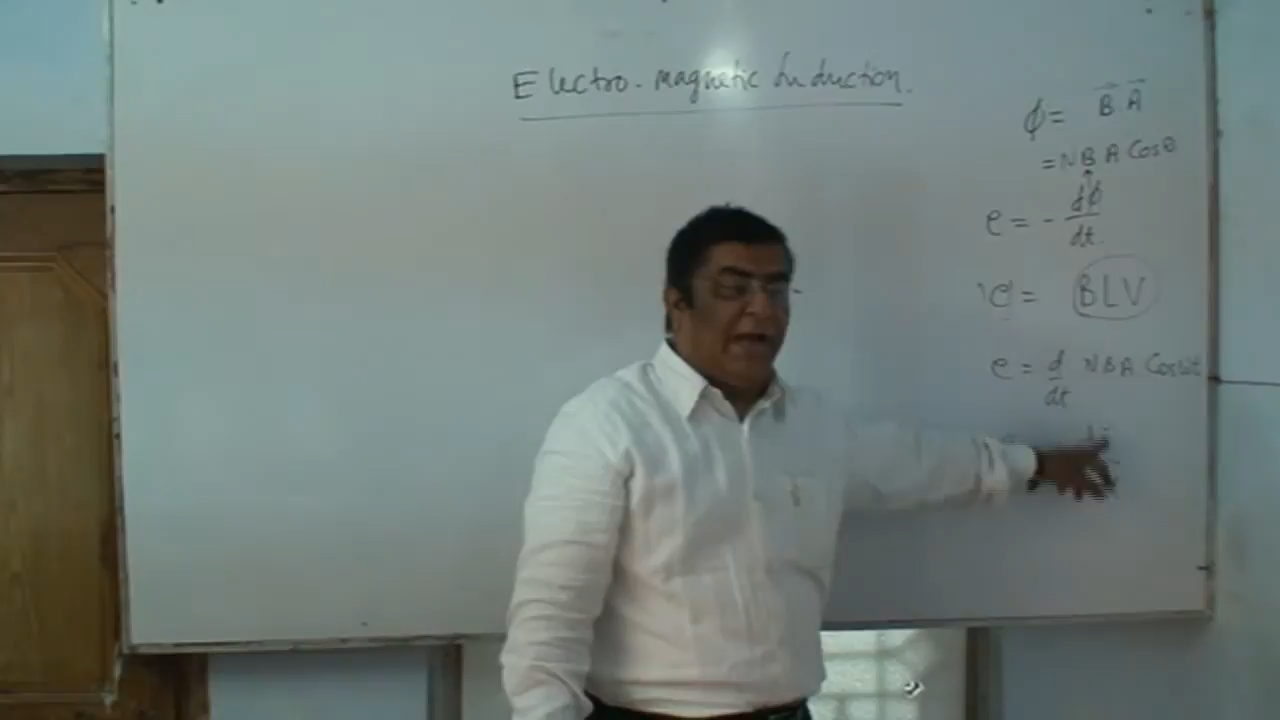 Electro-magnetic Induction.
ϕ = B⃗ A⃗
= NBA Cosθ
e = - dϕ/dt.
e = BLV
e = d/dt NBA Cosωt